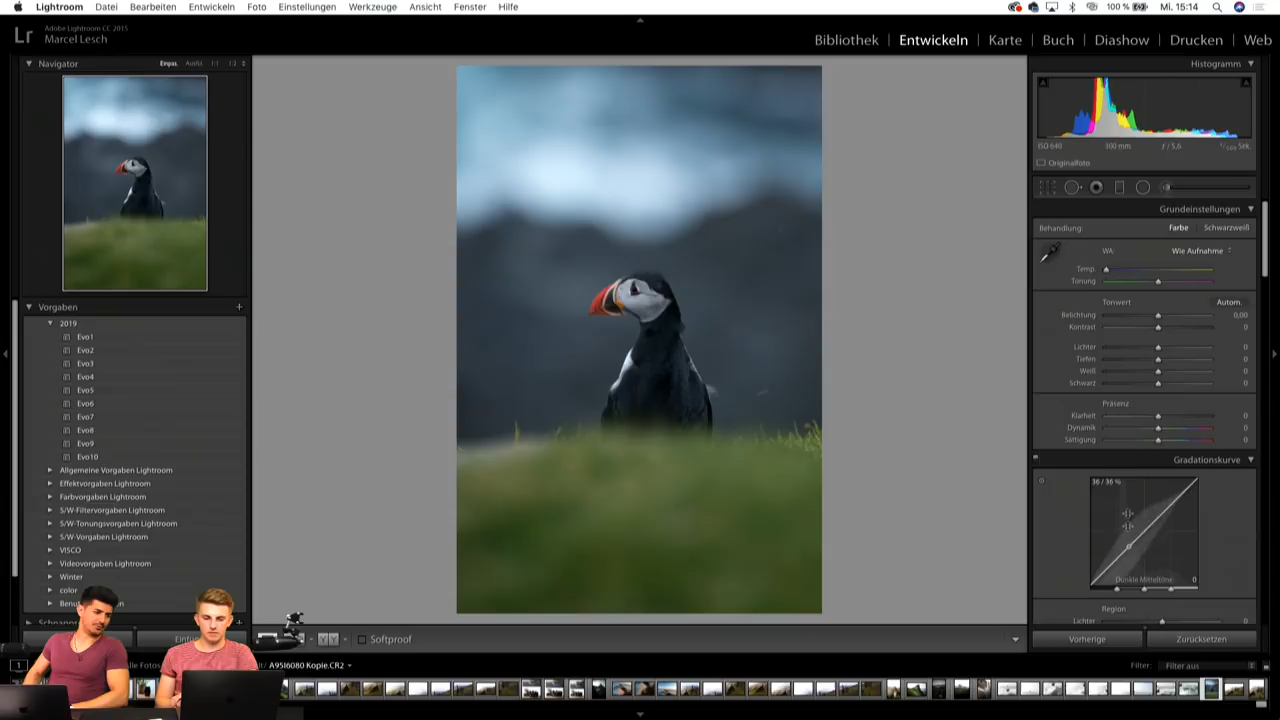 Lightroom Datei Bearbeiten Entwickeln Foto Einstellungen Werkzeuge Ansicht Fenster Hilfe 100 % Mi. 15:14
Lr Adobe Lightroom CC 2015
Marcel Lesch
Bibliothek | Entwickeln | Karte | Buch | Diashow | Drucken | Web
Navigator Einpas. Ausfül. 1:1 1:2
Histogramm
ISO 640 300 mm ƒ / 5,6 Sek.
Originalfoto
Grundeinstellungen
Behandlung: Farbe Schwarzweiß
WA: Wie Aufnahme
Temp.
Tonung
Tonwert Autom.
Belichtung 0,00
Kontrast 0
Lichter 0
Tiefen 0
Weiß 0
Schwarz 0
Präsenz
Klarheit 0
Dynamik 0
Sättigung 0
Gradationskurve
36 / 36 %
Dunkle Mitteltöne 0
Region
Lichter 0
Vorgaben +
2019
Evo1
Evo2
Evo3
Evo4
Evo5
Evo6
Evo7
Evo8
Evo9
Evo10
Allgemeine Vorgaben Lightroom
Effektvorgaben Lightroom
Farbvorgaben Lightroom
S/W-Filtervorgaben Lightroom
S/W-Tonungsvorgaben Lightroom
S/W-Vorgaben Lightroom
VISCO
Videovorgaben Lightroom
Winter
color
Softproof
Vorherige Zurücksetzen
1 A95I6080 Kopie.CR2
Filter: Filter aus